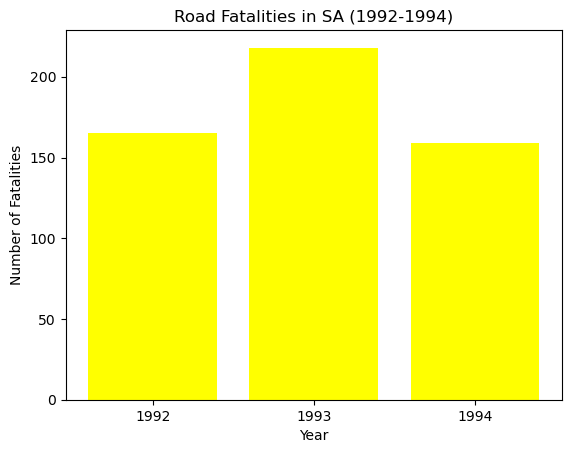 Road Fatalities in SA (1992-1994)
Number of Fatalities
200
150
100
50
0
1992 1993 1994
Year